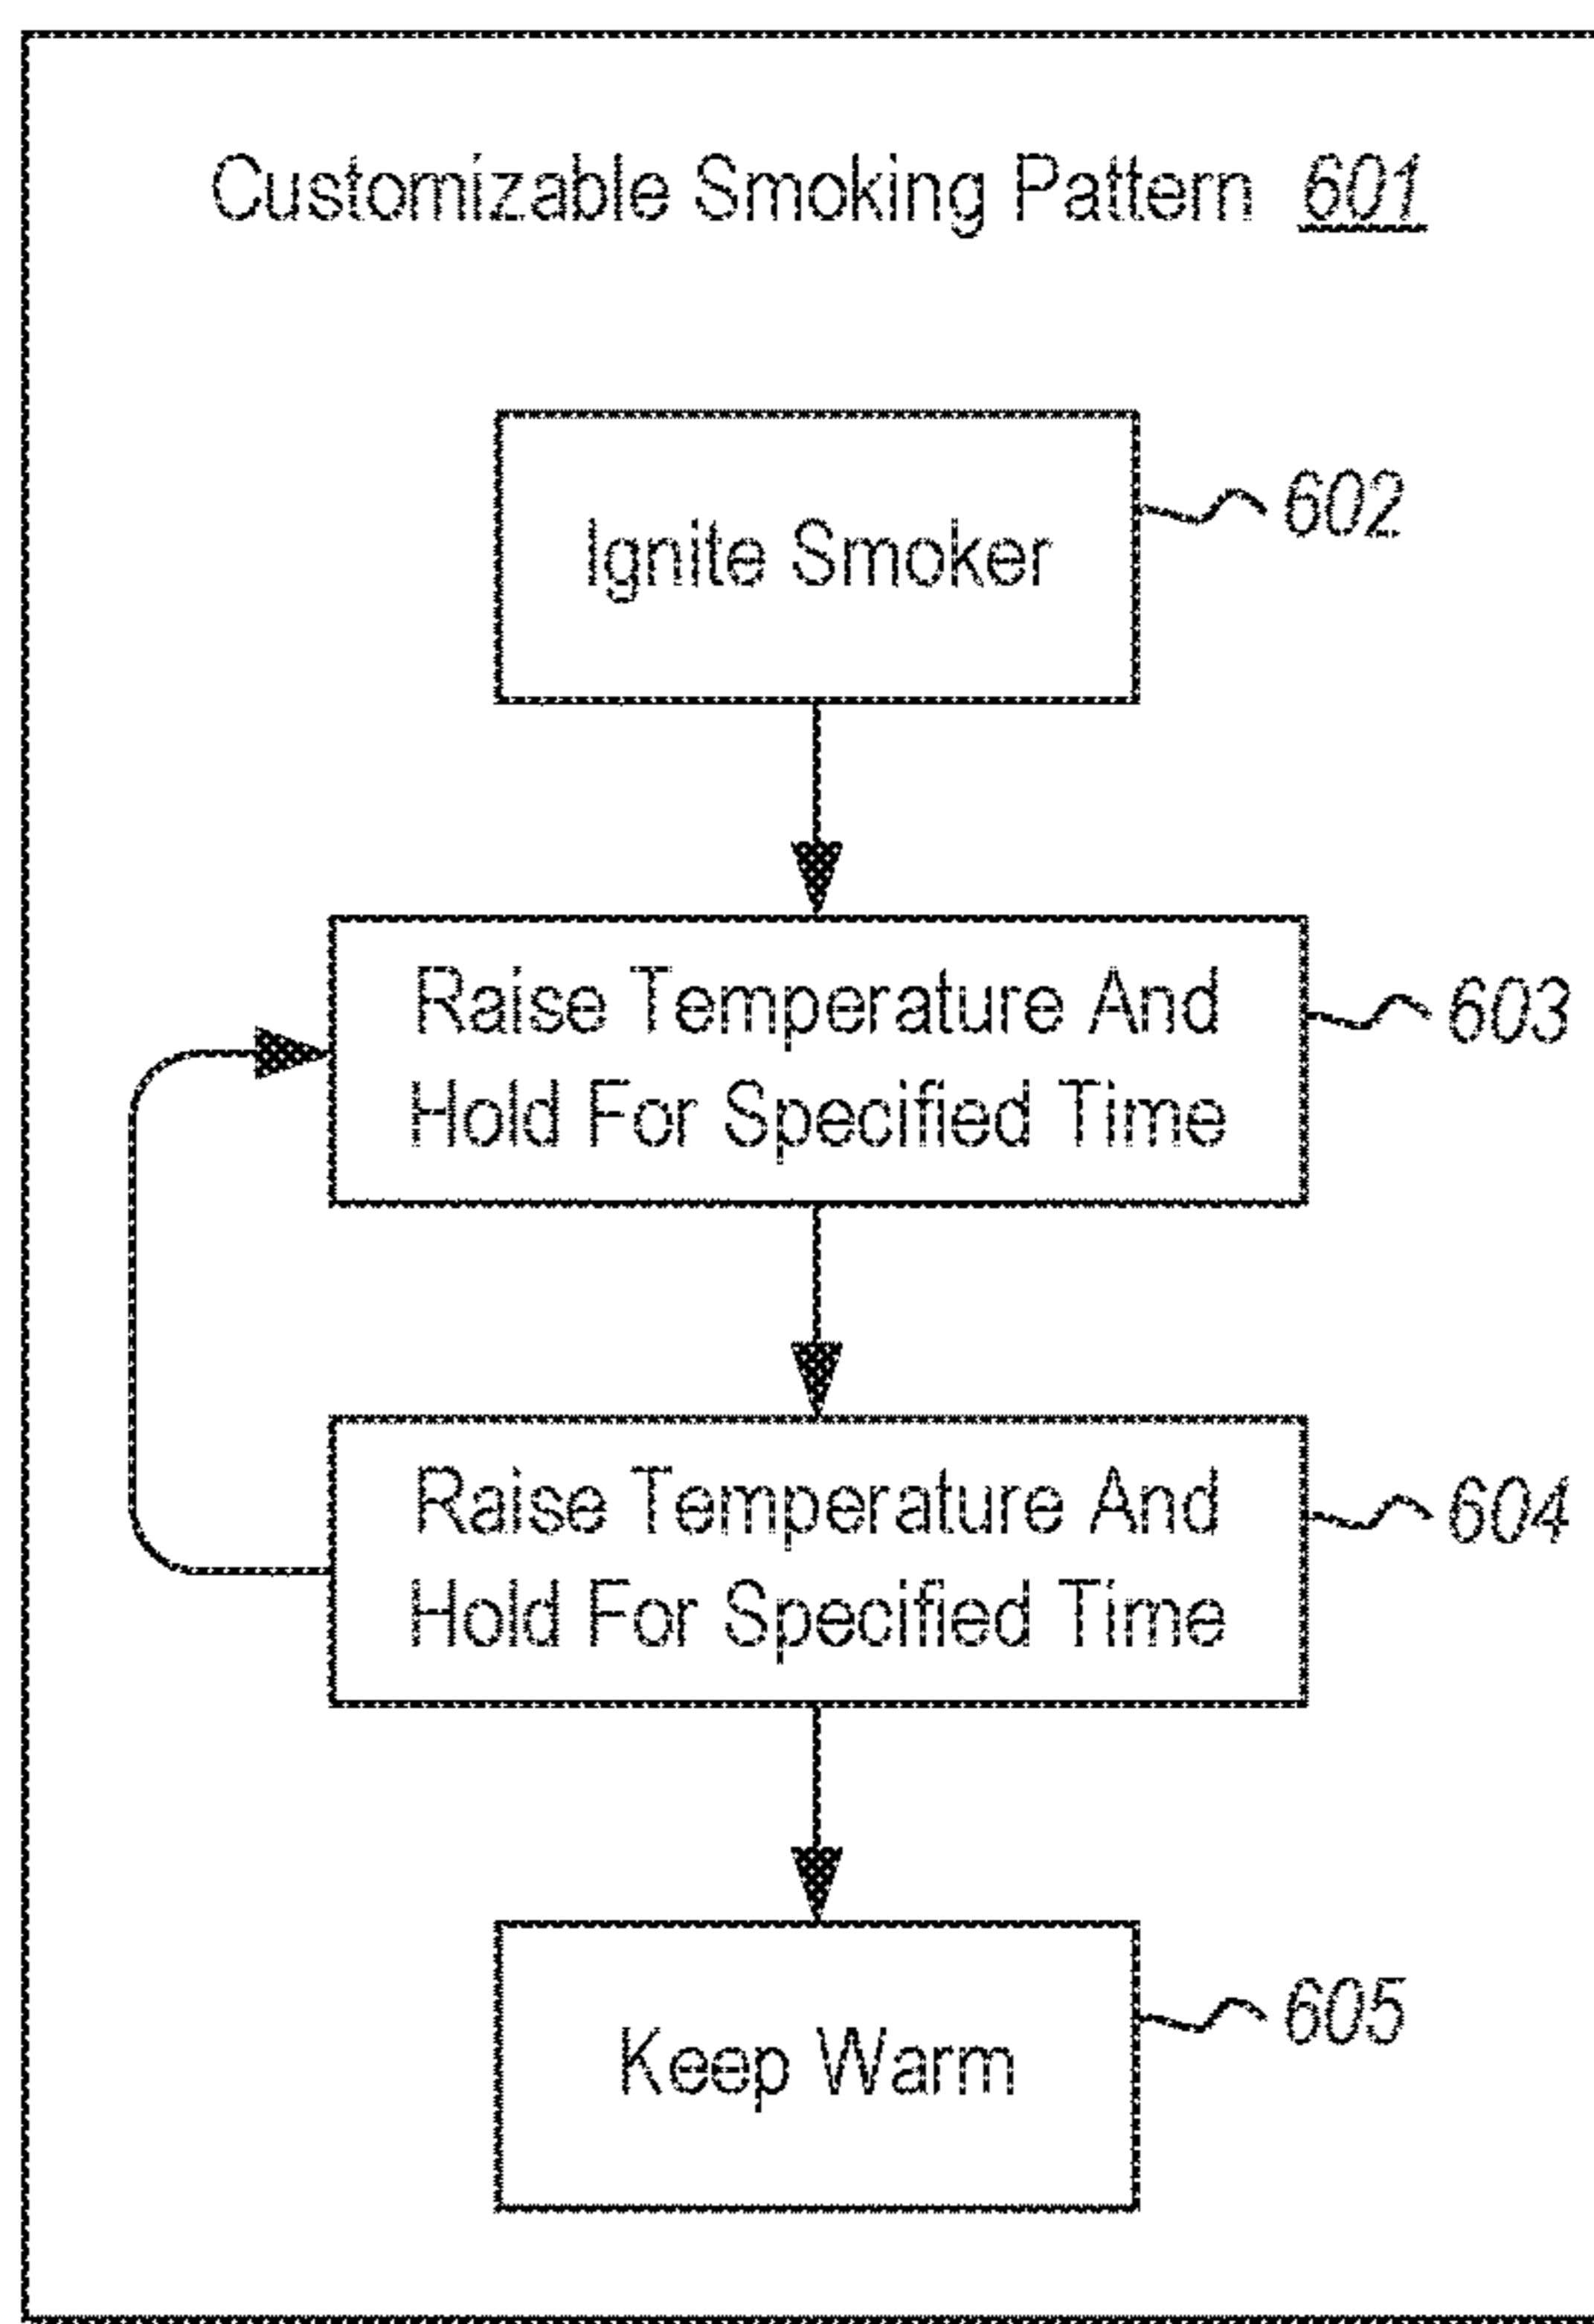 Customizable Smoking Pattern 601
Ignite Smoker
602
Raise Temperature And
Hold For Specified Time
603
Raise Temperature And
Hold For Specified Time
604
Keep Warm
605